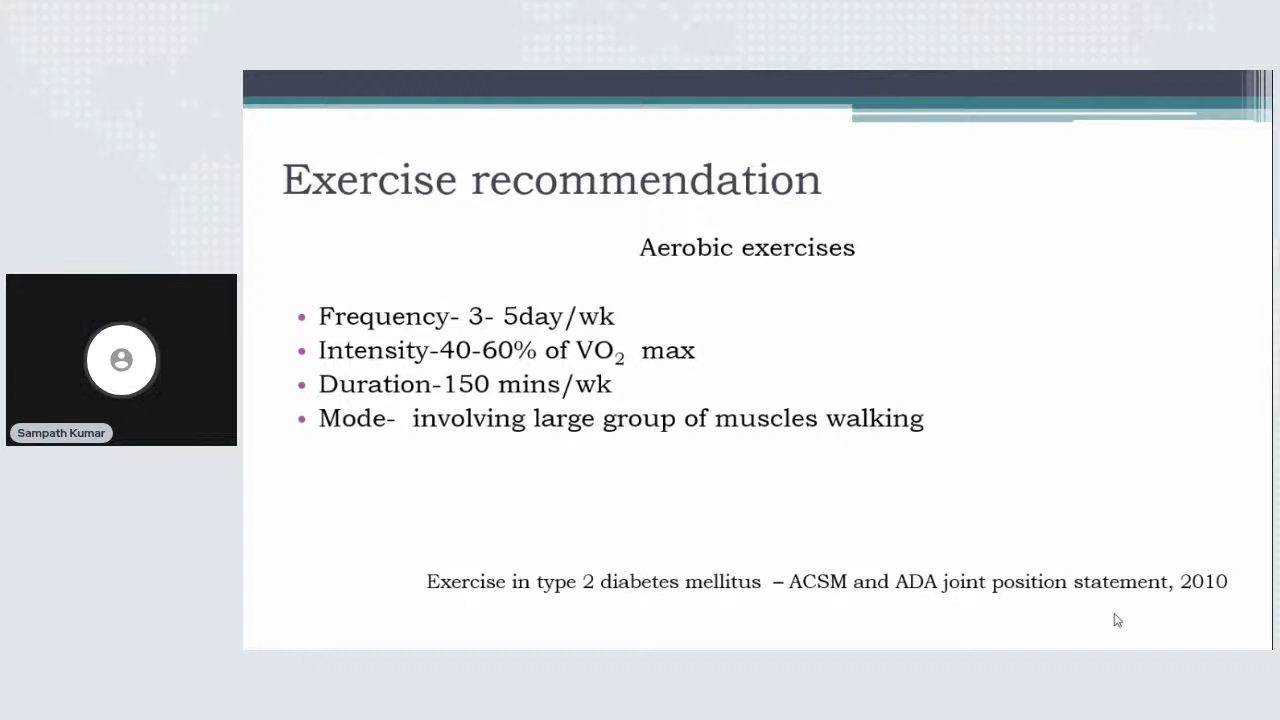 Exercise recommendation
Aerobic exercises
• Frequency- 3- 5day/wk
• Intensity-40-60% of VO₂ max
• Duration-150 mins/wk
• Mode- involving large group of muscles walking
Exercise in type 2 diabetes mellitus – ACSM and ADA joint position statement, 2010
Sampath Kumar